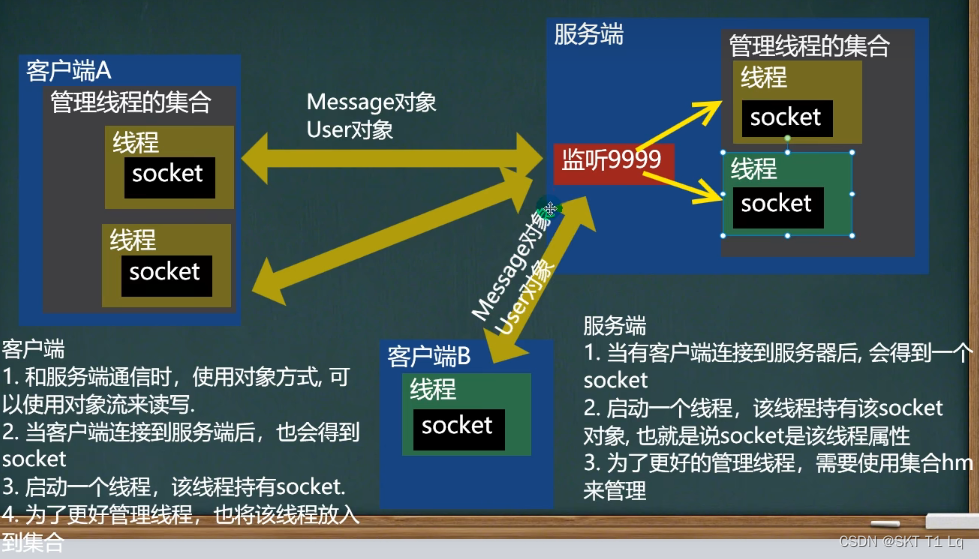 客户端A
管理线程的集合
线程
socket
线程
socket
Message对象
User对象
服务端
管理线程的集合
线程
socket
监听9999
线程
socket
Message对象
User对象
客户端B
线程
socket
客户端
1. 和服务端通信时，使用对象方式, 可
以使用对象流来读写.
2. 当客户端连接到服务端后，也会得到
socket
3. 启动一个线程，该线程持有socket.
4. 为了更好管理线程，也将该线程放入
到集合
服务端
1. 当有客户端连接到服务器后, 会得到一个
socket
2. 启动一个线程，该线程持有该socket
对象, 也就是说socket是该线程属性
3. 为了更好的管理线程，需要使用集合hm
来管理
CSDN @SKT T1 Lq